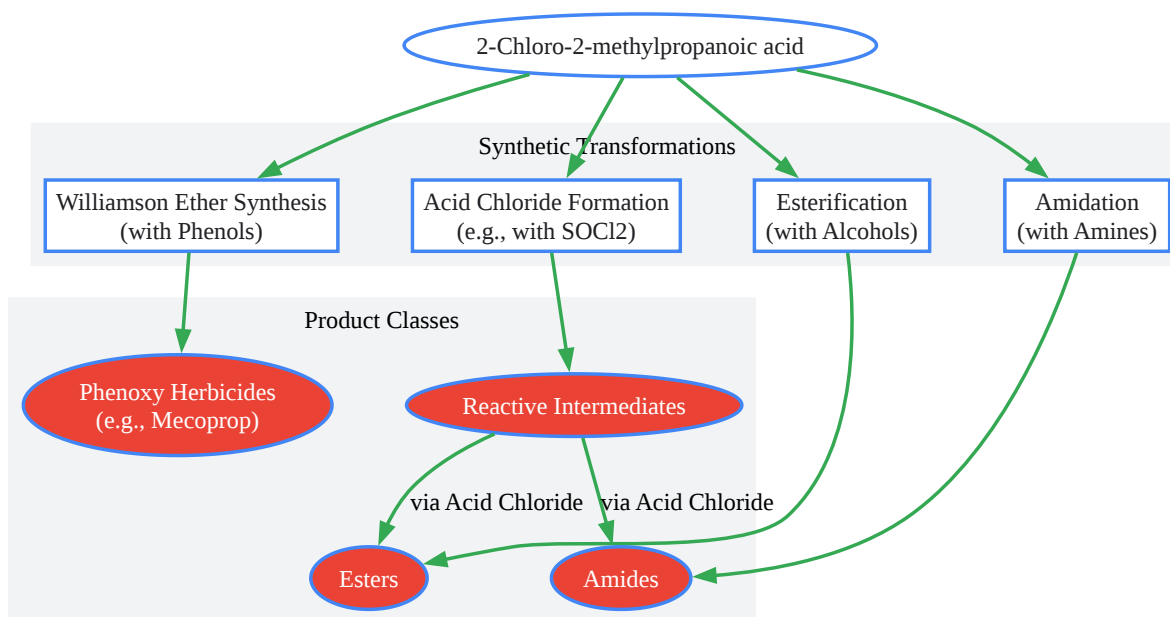 2-Chloro-2-methylpropanoic acid
Synthetic Transformations
Williamson Ether Synthesis
(with Phenols)
Acid Chloride Formation
(e.g., with SOCl2)
Esterification
(with Alcohols)
Amidation
(with Amines)
Product Classes
Phenoxy Herbicides
(e.g., Mecoprop)
Reactive Intermediates
via Acid Chloride
via Acid Chloride
Esters
Amides